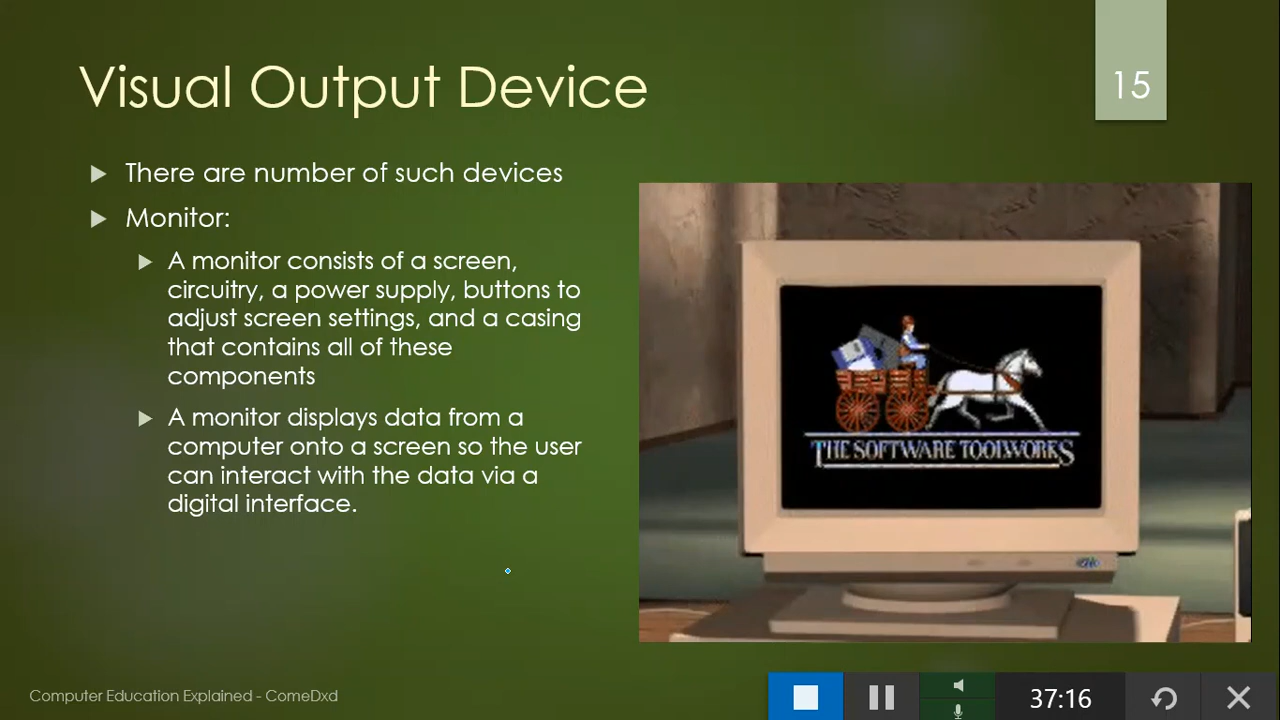 Visual Output Device
15
There are number of such devices
Monitor:
A monitor consists of a screen,
circuitry, a power supply, buttons to
adjust screen settings, and a casing
that contains all of these
components
A monitor displays data from a
computer onto a screen so the user
can interact with the data via a
digital interface.
THE SOFTWARE TOOLWORKS
Computer Education Explained - ComeDxd
37:16